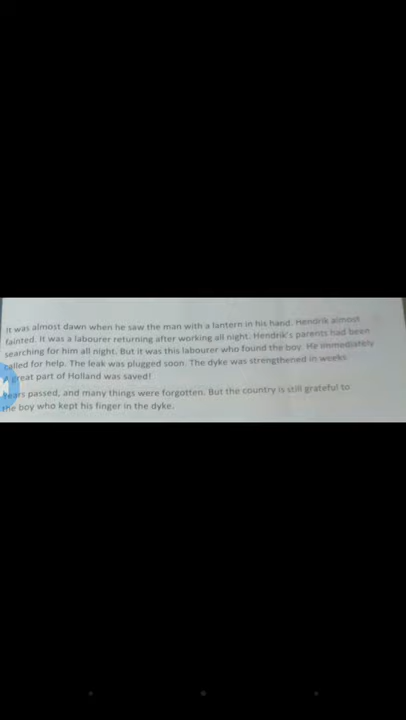 It was almost dawn when he saw the man with a lantern in his hand. Hendrik almost
fainted. It was a labourer returning after working all night. Hendrik's parents had been
searching for him all night. But it was this labourer who found the boy. He immediately
called for help. The leak was plugged soon. The dyke was strengthened in weeks.
A great part of Holland was saved!
Years passed, and many things were forgotten. But the country is still grateful to
the boy who kept his finger in the dyke.